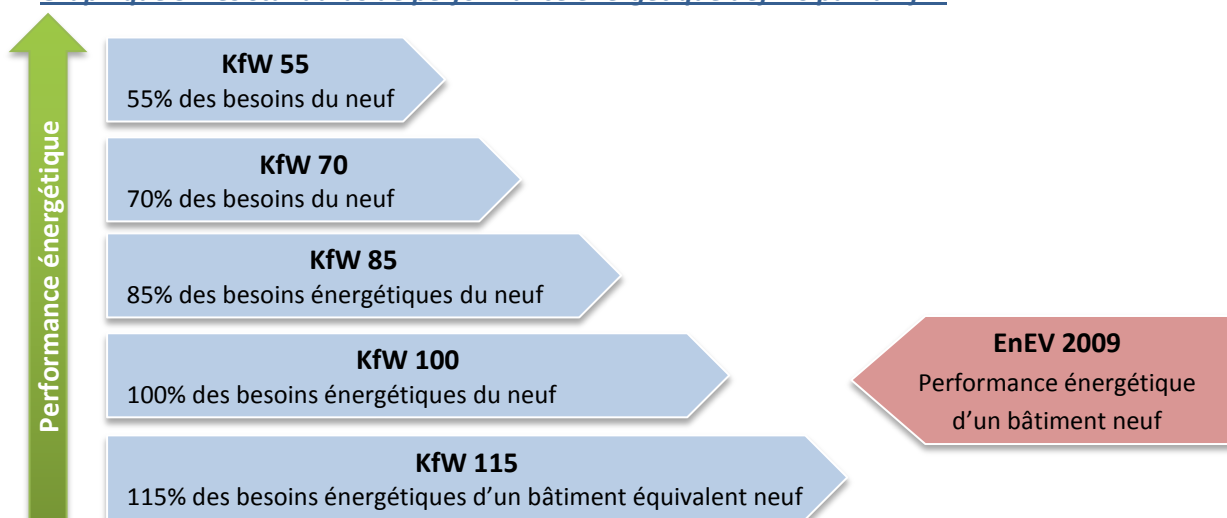 KfW 55
55% des besoins du neuf
KfW 70
70% des besoins du neuf
KfW 85
85% des besoins énergétiques du neuf
KfW 100
100% des besoins énergétiques du neuf
KfW 115
115% des besoins énergétiques d’un bâtiment équivalent neuf
Performance énergétique
EnEV 2009
Performance énergétique
d’un bâtiment neuf